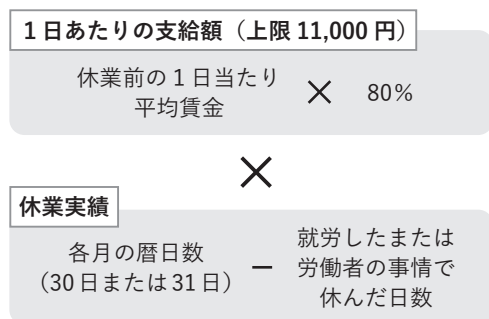 １日あたりの支給額（上限 11,000 円）
休業前の１日当たり
平均賃金
×
80%
×
休業実績
各月の暦日数
（30日または31日）
−
就労したまたは
労働者の事情で
休んだ日数